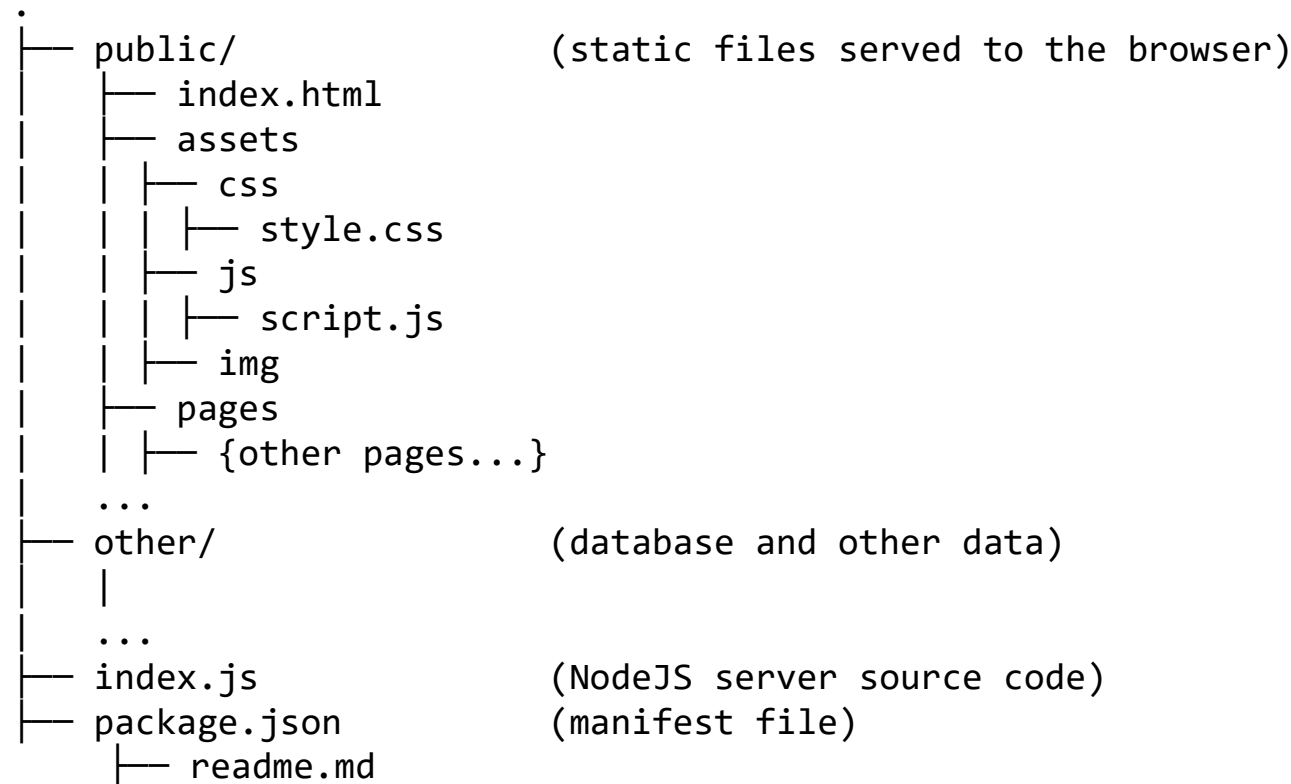 .
├── public/ (static files served to the browser)
│   ├── index.html
│   ├── assets
│   │ ├── css
│   │ │ ├── style.css
│   │ ├── js
│   │ │ ├── script.js
│   │ ├── img
│   ├── pages
│   │ ├── {other pages...}
│   ...
├── other/ (database and other data)
│   |
│   ...
├── index.js (NodeJS server source code)
├── package.json (manifest file)
    ├── readme.md